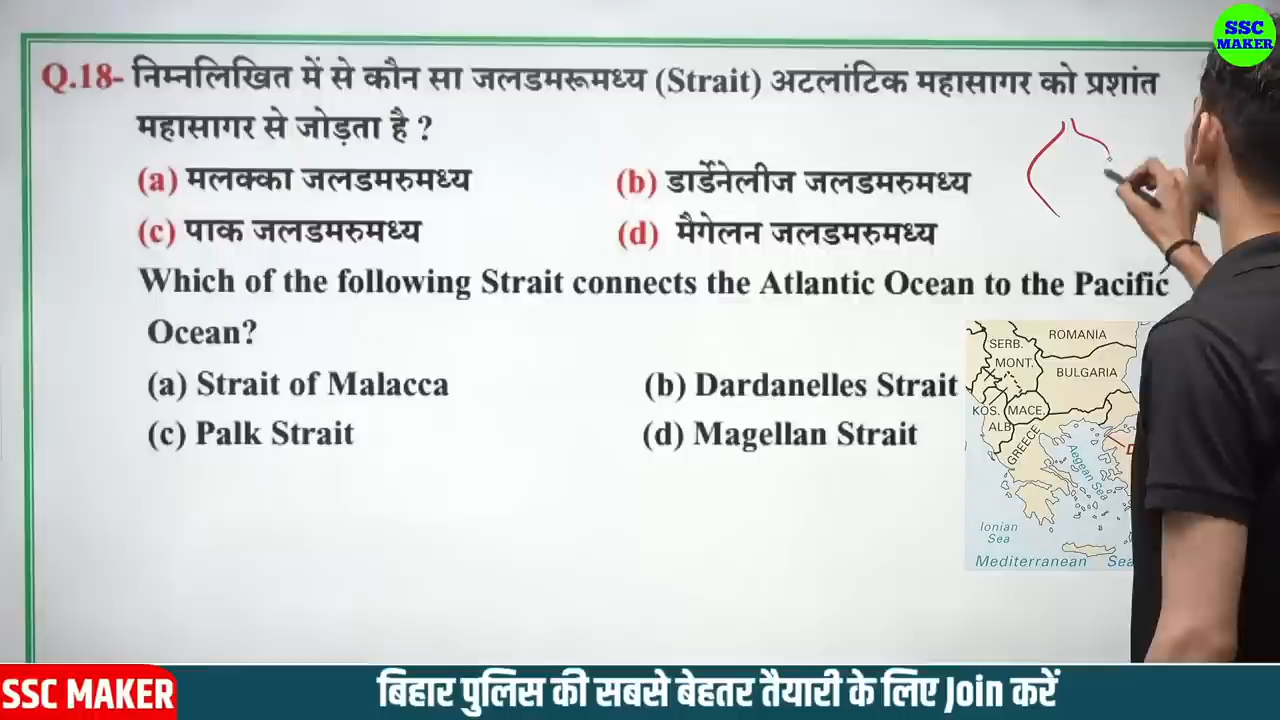 SSC
MAKER
Q.18- निम्नलिखित में से कौन सा जलडमरूमध्य (Strait) अटलांटिक महासागर को प्रशांत
महासागर से जोड़ता है ?
(a) मलक्का जलडमरुमध्य
(b) डार्डेनेलीज जलडमरुमध्य
(c) पाक जलडमरुमध्य
(d) मैगेलन जलडमरुमध्य
Which of the following Strait connects the Atlantic Ocean to the Pacific
Ocean?
(a) Strait of Malacca
(b) Dardanelles Strait
(c) Palk Strait
(d) Magellan Strait
ROMANIA
SERB.
MONT.
BULGARIA
KOS.
MACE.
ALB
GREECE
Aegean Sea
Ionian
Sea
Mediterranean Sea
SSC MAKER
बिहार पुलिस की सबसे बेहतर तैयारी के लिए Join करें